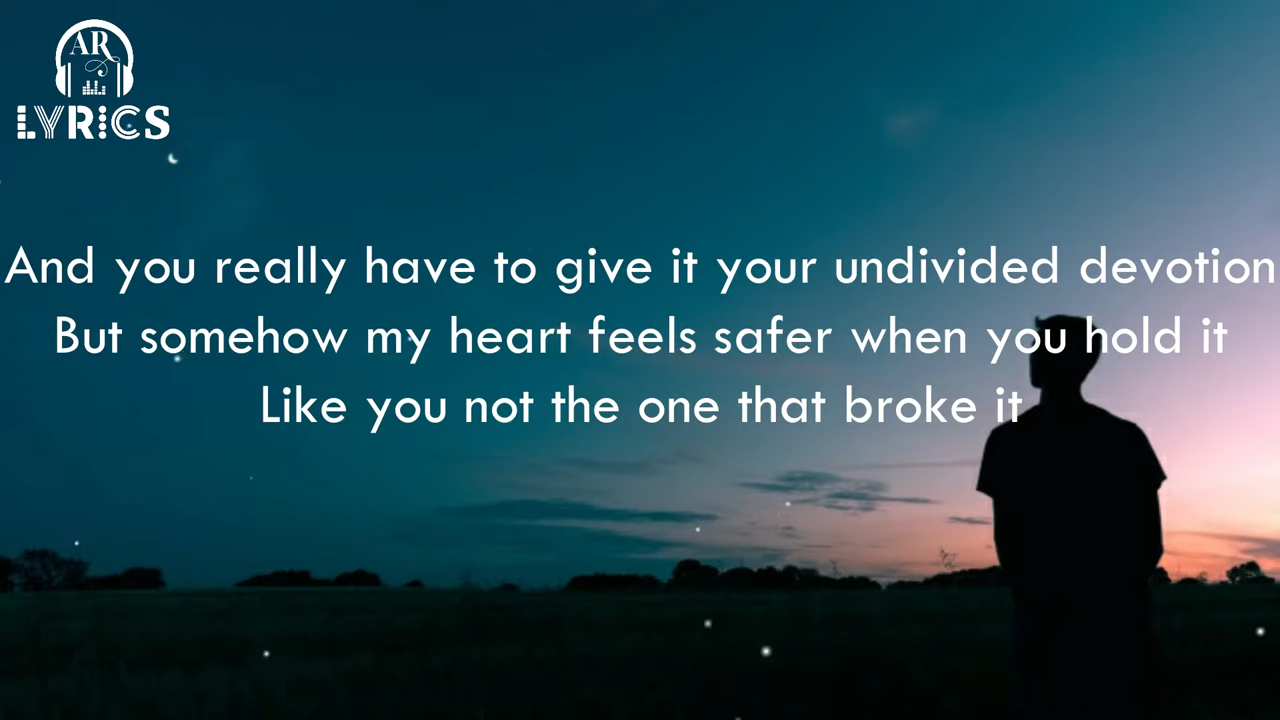 AR
LYRICS
And you really have to give it your undivided devotion
But somehow my heart feels safer when you hold it
Like you not the one that broke it